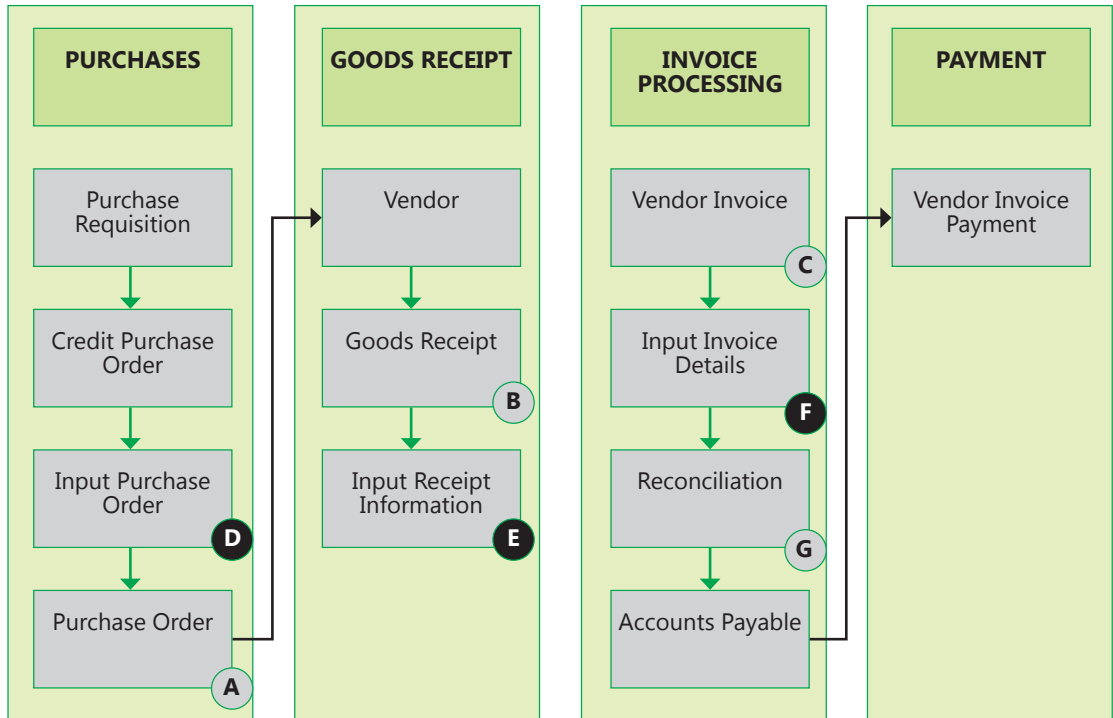 PURCHASES
Purchase
Requisition
Credit Purchase
Order
Input Purchase
Order
D
Purchase Order
A
GOODS RECEIPT
Vendor
Goods Receipt
B
Input Receipt
Information
E
INVOICE
PROCESSING
Vendor Invoice
C
Input Invoice
Details
F
Reconciliation
G
Accounts Payable
PAYMENT
Vendor Invoice
Payment